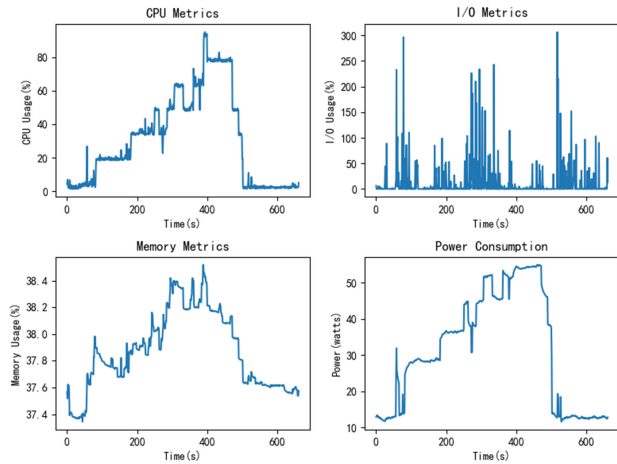 CPU Metrics
CPU Usage(%)
80
60
40
20
0
0 200 400 600
Time(s)
I/O Metrics
I/O Usage(%)
300
250
200
150
100
50
0
0 200 400 600
Time(s)
Memory Metrics
Memory Usage(%)
38.4
38.2
38.0
37.8
37.6
37.4
0 200 400 600
Time(s)
Power Consumption
Power(watts)
50
40
30
20
10
0 200 400 600
Time(s)